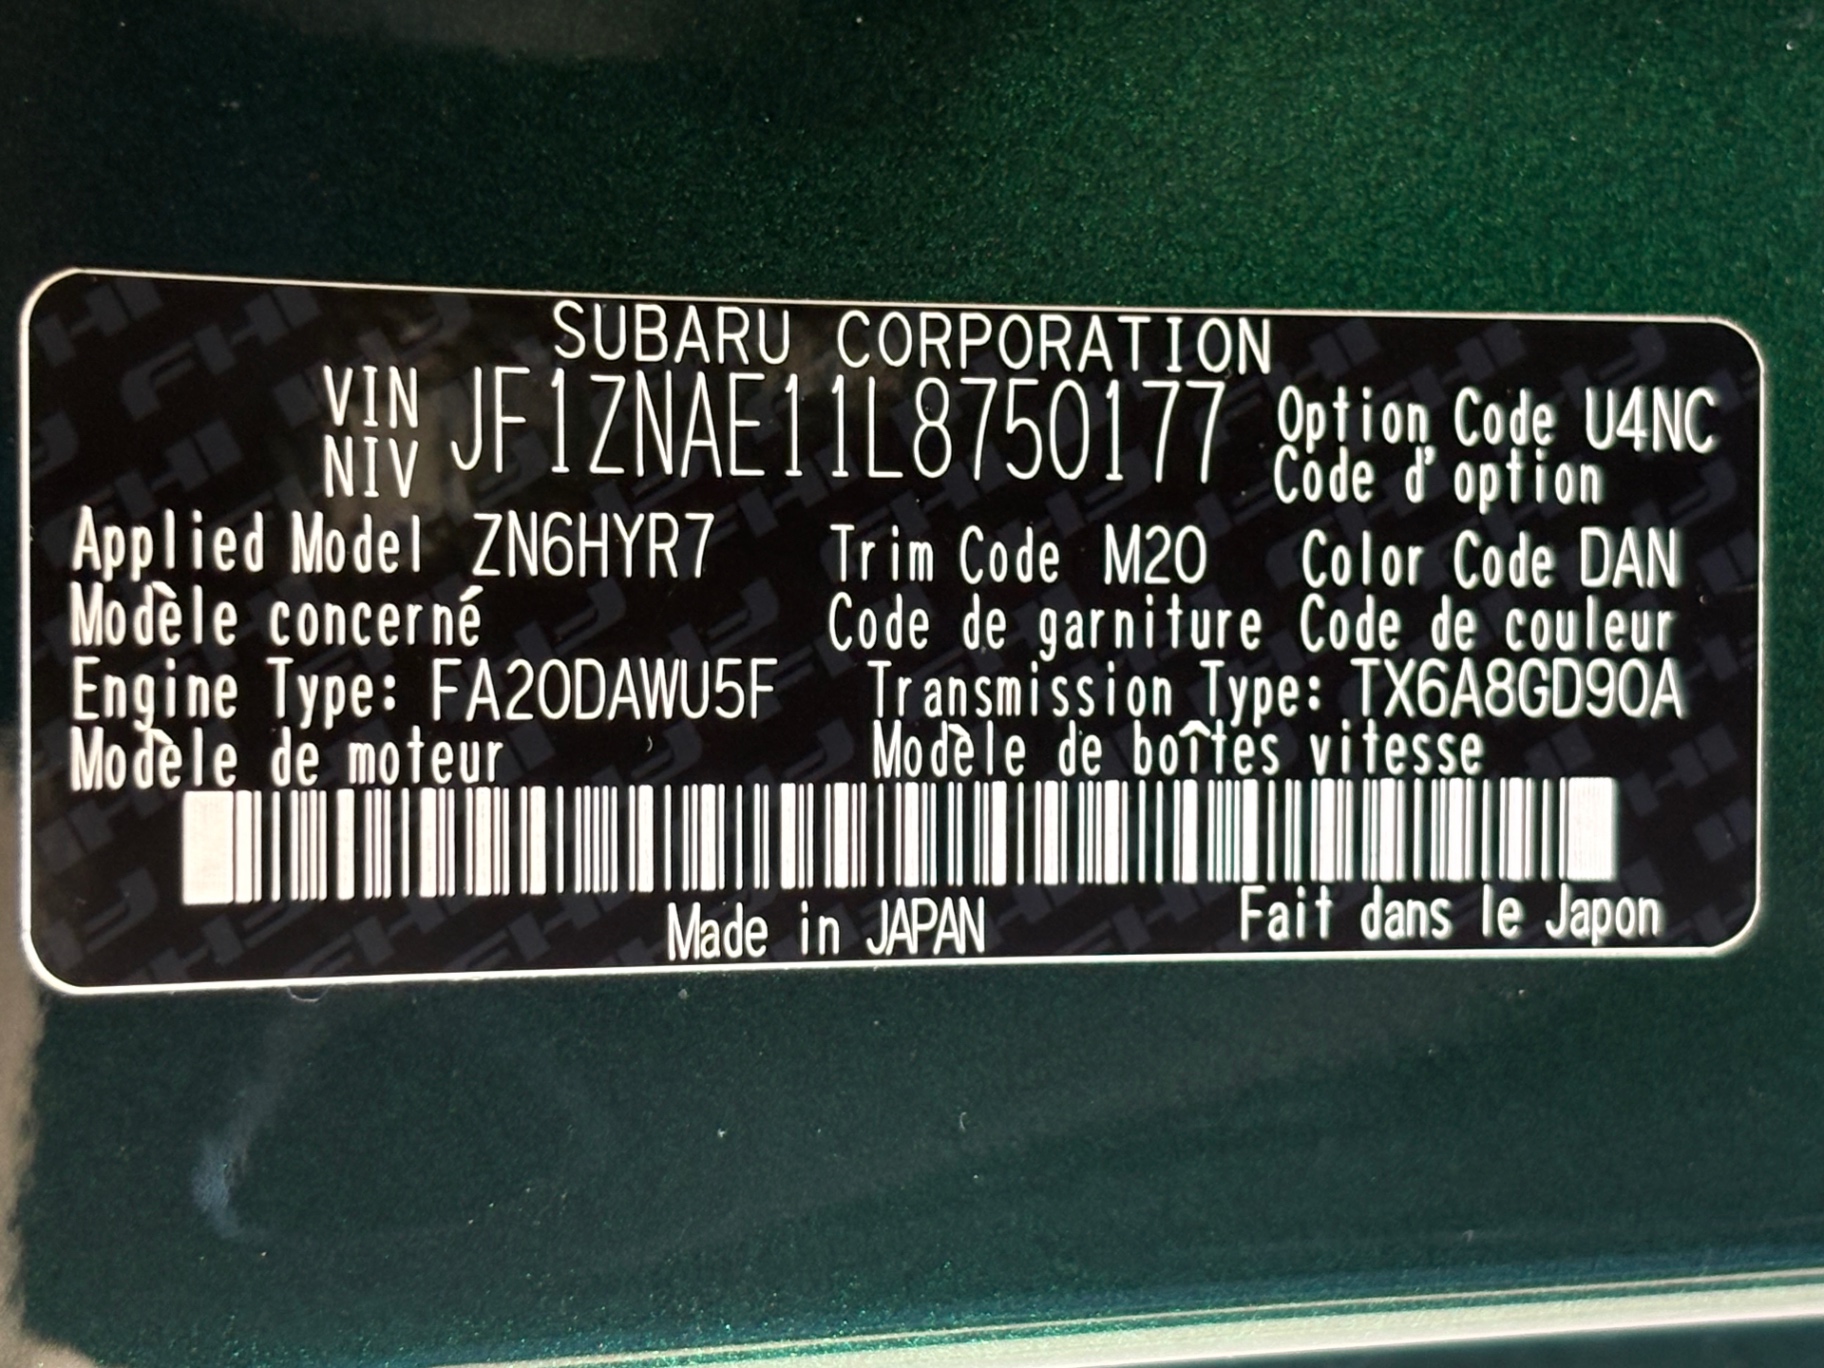 SUBARU CORPORATION
VIN JF1ZNAE11L8750177 Option Code U4NC
NIV Code d'option
Applied Model ZN6HYR7 Trim Code M20 Color Code DAN
Modèle concerné Code de garniture Code de couleur
Engine Type: FA20DAWU5F Transmission Type: TX6A8GD90A
Modèle de moteur Modèle de boîtes vitesse
Made in JAPAN Fait dans le Japon